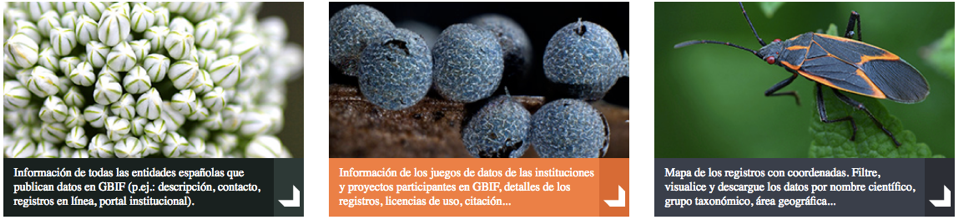 Información de todas las entidades españolas que
publican datos en GBIF (p.ej.: descripción, contacto,
registros en línea, portal institucional).
Información de los juegos de datos de las instituciones
y proyectos participantes en GBIF, detalles de los
registros, licencias de uso, citación...
Mapa de los registros con coordenadas. Filtre,
visualice y descargue los datos por nombre científico,
grupo taxonómico, área geográfica...